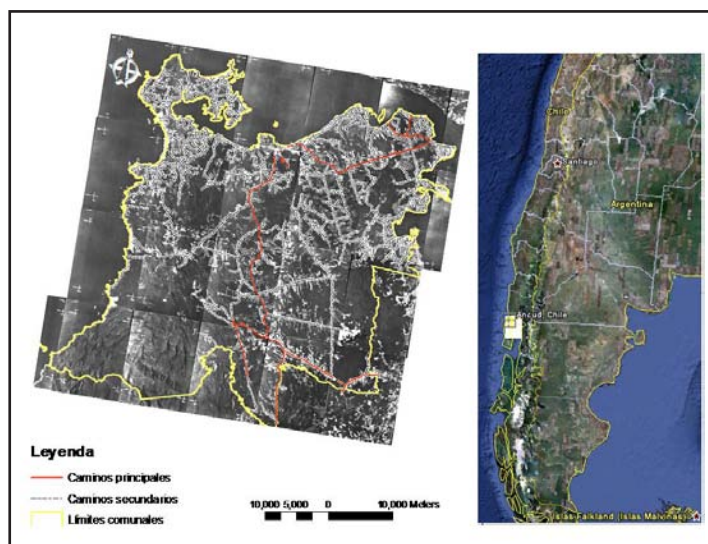 Leyenda
Caminos principales
Caminos secundarios
Límites comunales
10,000 5,000 0 10,000 Meters
Chile
Santiago
Argentina
Ancud, Chile
Islas Falkland (Islas Malvinas)